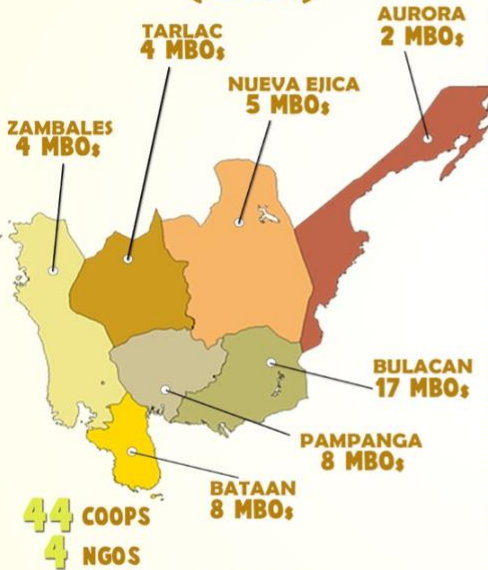 AURORA
2 MBOs
TARLAC
4 MBOs
NUEVA EJICA
5 MBOs
ZAMBALES
4 MBOs
BULACAN
17 MBOs
PAMPANGA
8 MBOs
BATAAN
8 MBOs
44 COOPS
4 NGOS